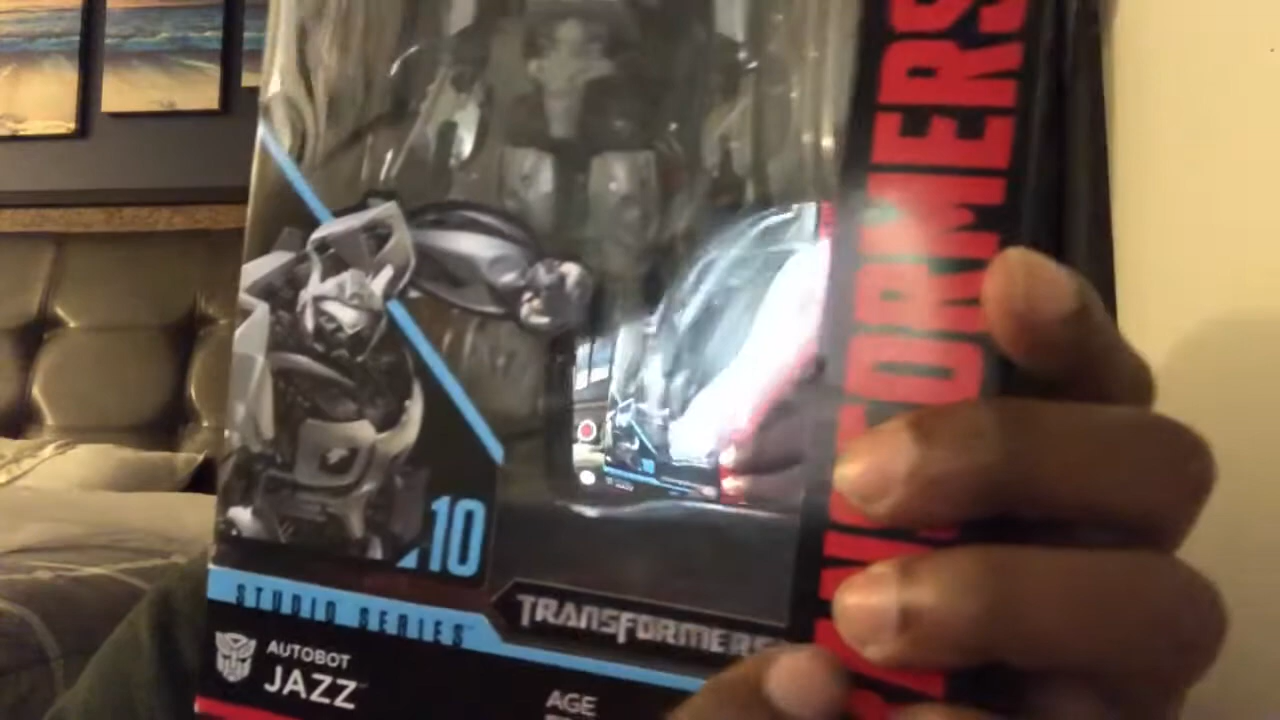 10
STUDIO SERIES
TRANSFORMERS
AUTOBOT
JAZZ
AGE
TRANSFORMERS